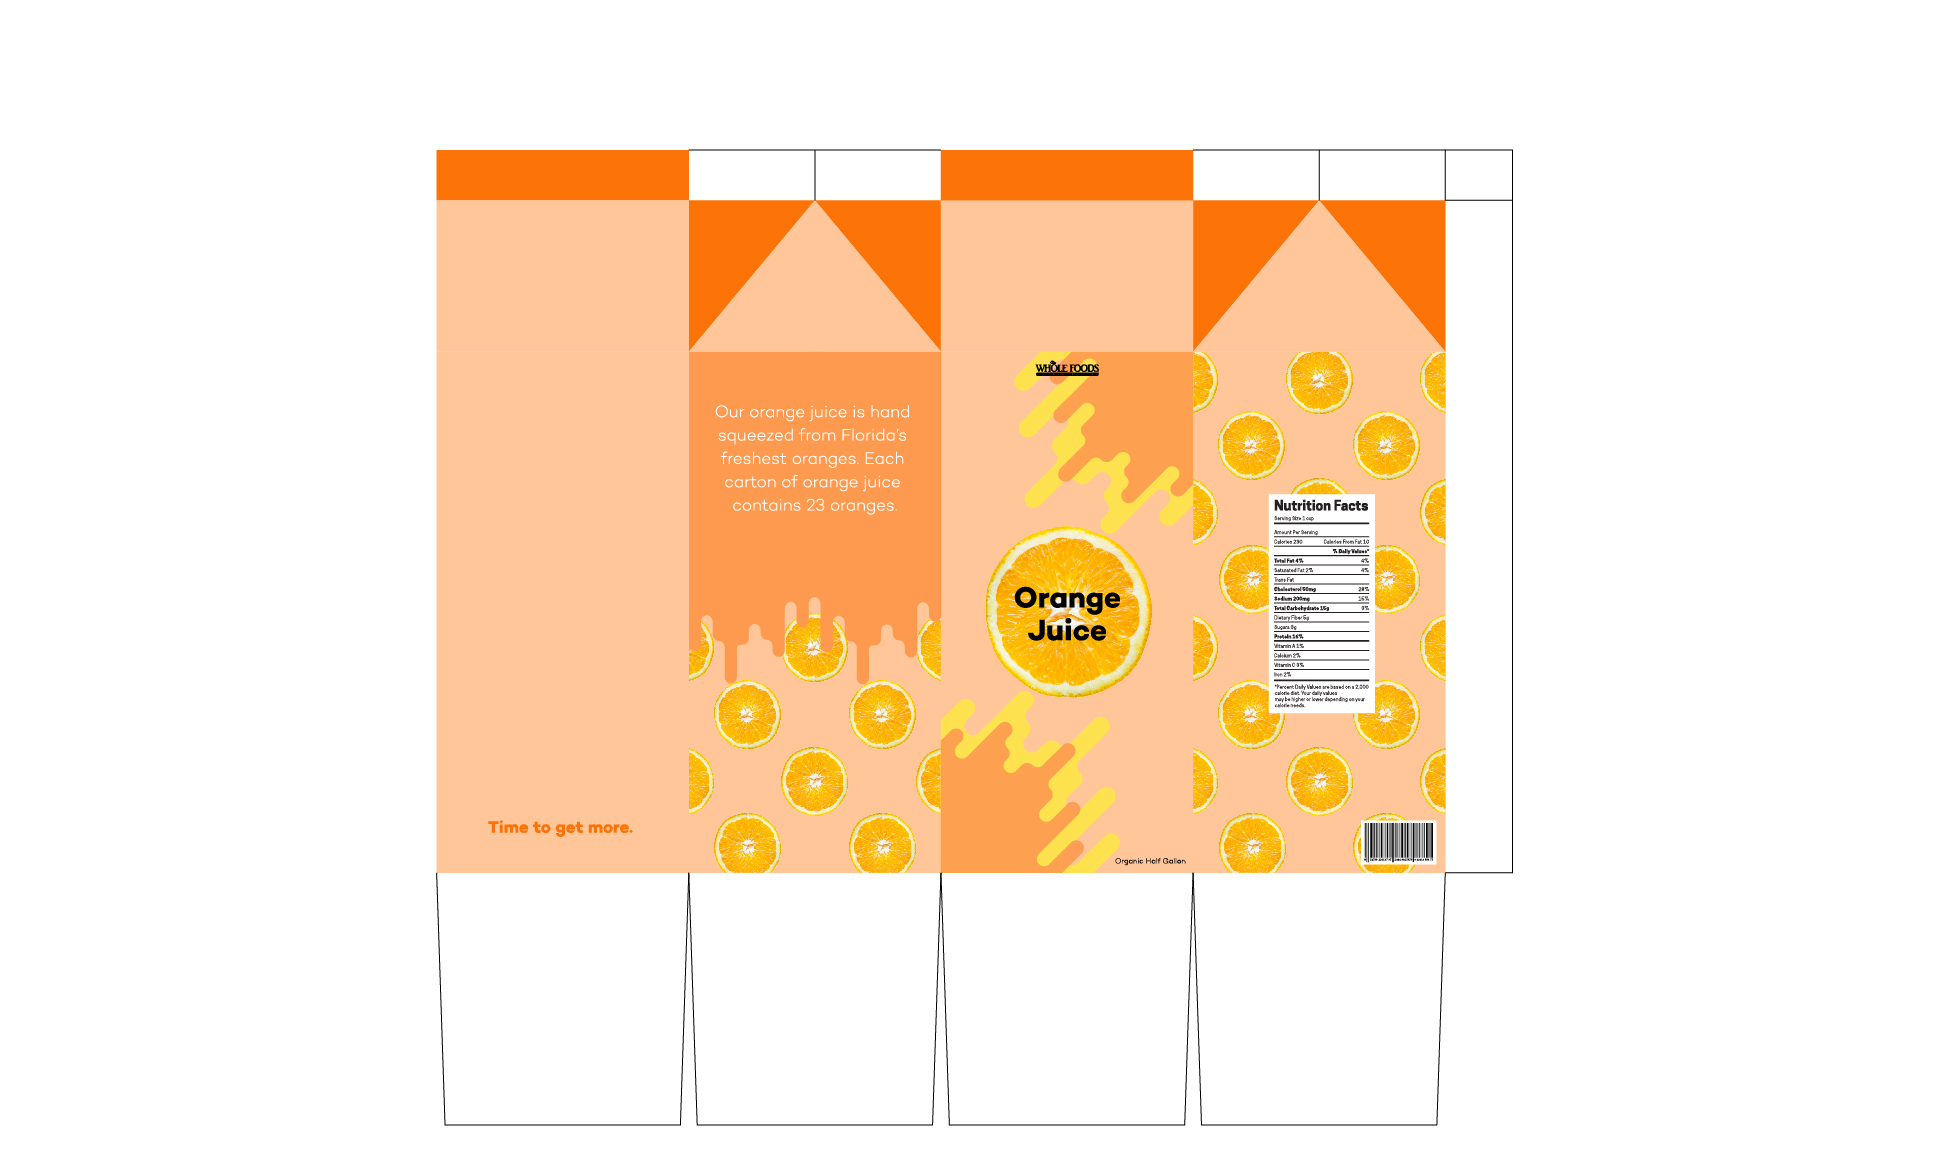 Time to get more.
Our orange juice is hand
squeezed from Florida's
freshest oranges. Each
carton of orange juice
contains 23 oranges.
WHOLE FOODS
Orange
Juice
Organic Half Gallon
Nutrition Facts
Serving Size 1 cup
Amount Per Serving
Calories 230 Calories From Fat 10
% Daily Values*
Total Fat 4% 4%
Saturated Fat 2% 4%
Trans Fat
Cholesterol 50mg 28%
Sodium 200mg 15%
Total Carbohydrate 15g 0%
Dietary Fiber 5g
Sugars 0g
Protein 16%
Vitamin A 1%
Calcium 2%
Vitamin C 0%
Iron 2%
*Percent Daily Values are based on a 2,000
calorie diet. Your daily values
may be higher or lower depending on your
calorie needs.